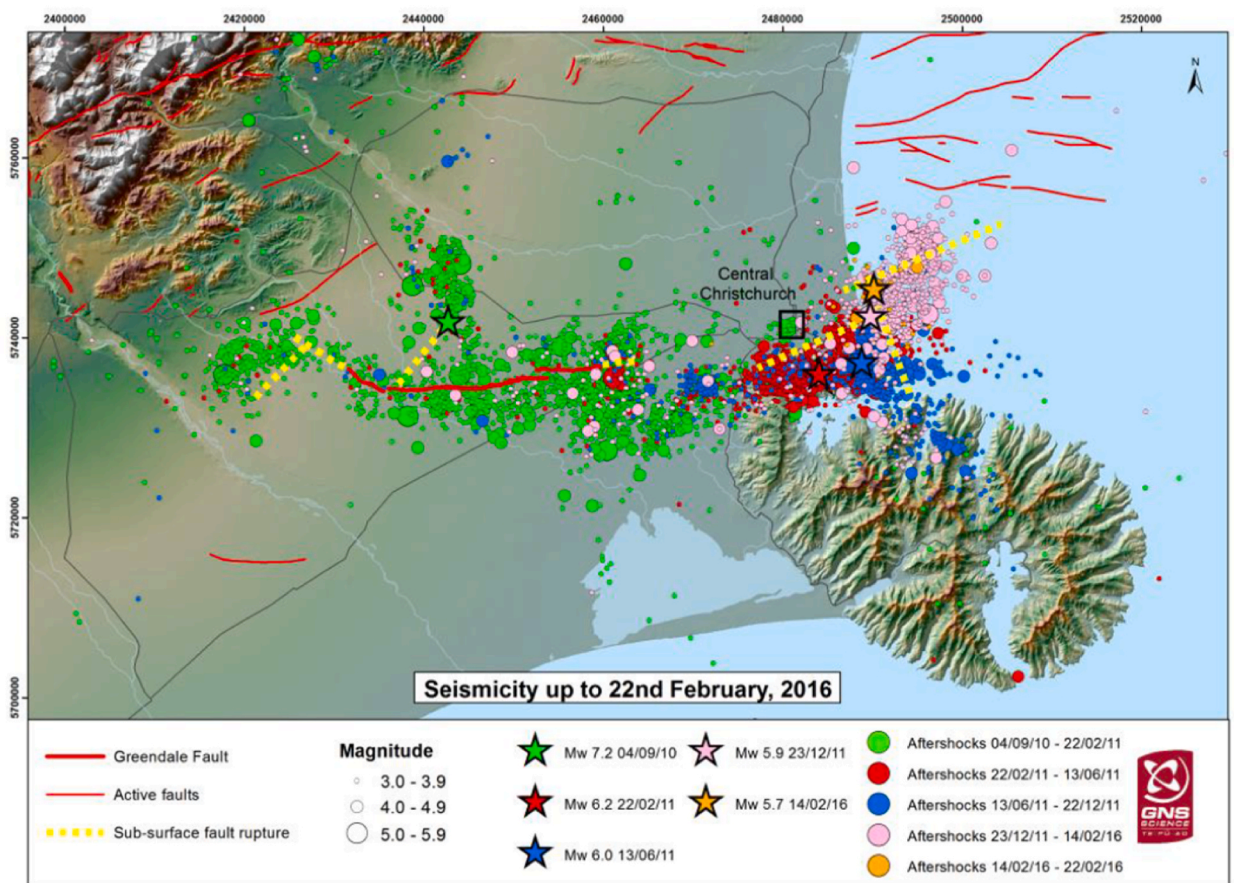 2400000 2420000 2440000 2460000 2480000 2500000 2520000
N
5760000
Central
Christchurch
5740000
5720000
5700000
Seismicity up to 22nd February, 2016
Greendale Fault
Active faults
Sub-surface fault rupture
Magnitude
3.0 - 3.9
4.0 - 4.9
5.0 - 5.9
Mw 7.2 04/09/10
Mw 6.2 22/02/11
Mw 6.0 13/06/11
Mw 5.9 23/12/11
Mw 5.7 14/02/16
Aftershocks 04/09/10 - 22/02/11
Aftershocks 22/02/11 - 13/06/11
Aftershocks 13/06/11 - 22/12/11
Aftershocks 23/12/11 - 14/02/16
Aftershocks 14/02/16 - 22/02/16
GNS
SCIENCE
TE PŪ AO